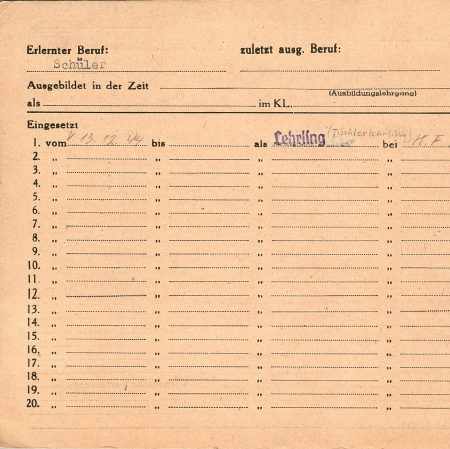 Erlernter Beruf: zuletzt ausg. Beruf:
Schüler
Ausgebildet in der Zeit
(Ausbildungslehrgang)
als im KL.
Eingesetzt
1. vom 13. 12. 44 bis als Lehrling (Tischlerlehrling) bei H. F.
2. „ „ „ „
3. „ „ „ „
4. „ „ „ „
5. „ „ „ „
6. „ „ „ „
7. „ „ „ „
8. „ „ „ „
9. „ „ „ „
10. „ „ „ „
11. „ „ „ „
12. „ „ „ „
13. „ „ „ „
14. „ „ „ „
15. „ „ „ „
16. „ „ „ „
17. „ „ „ „
18. „ „ „ „
19. „ „ „ „
20. „ „ „ „